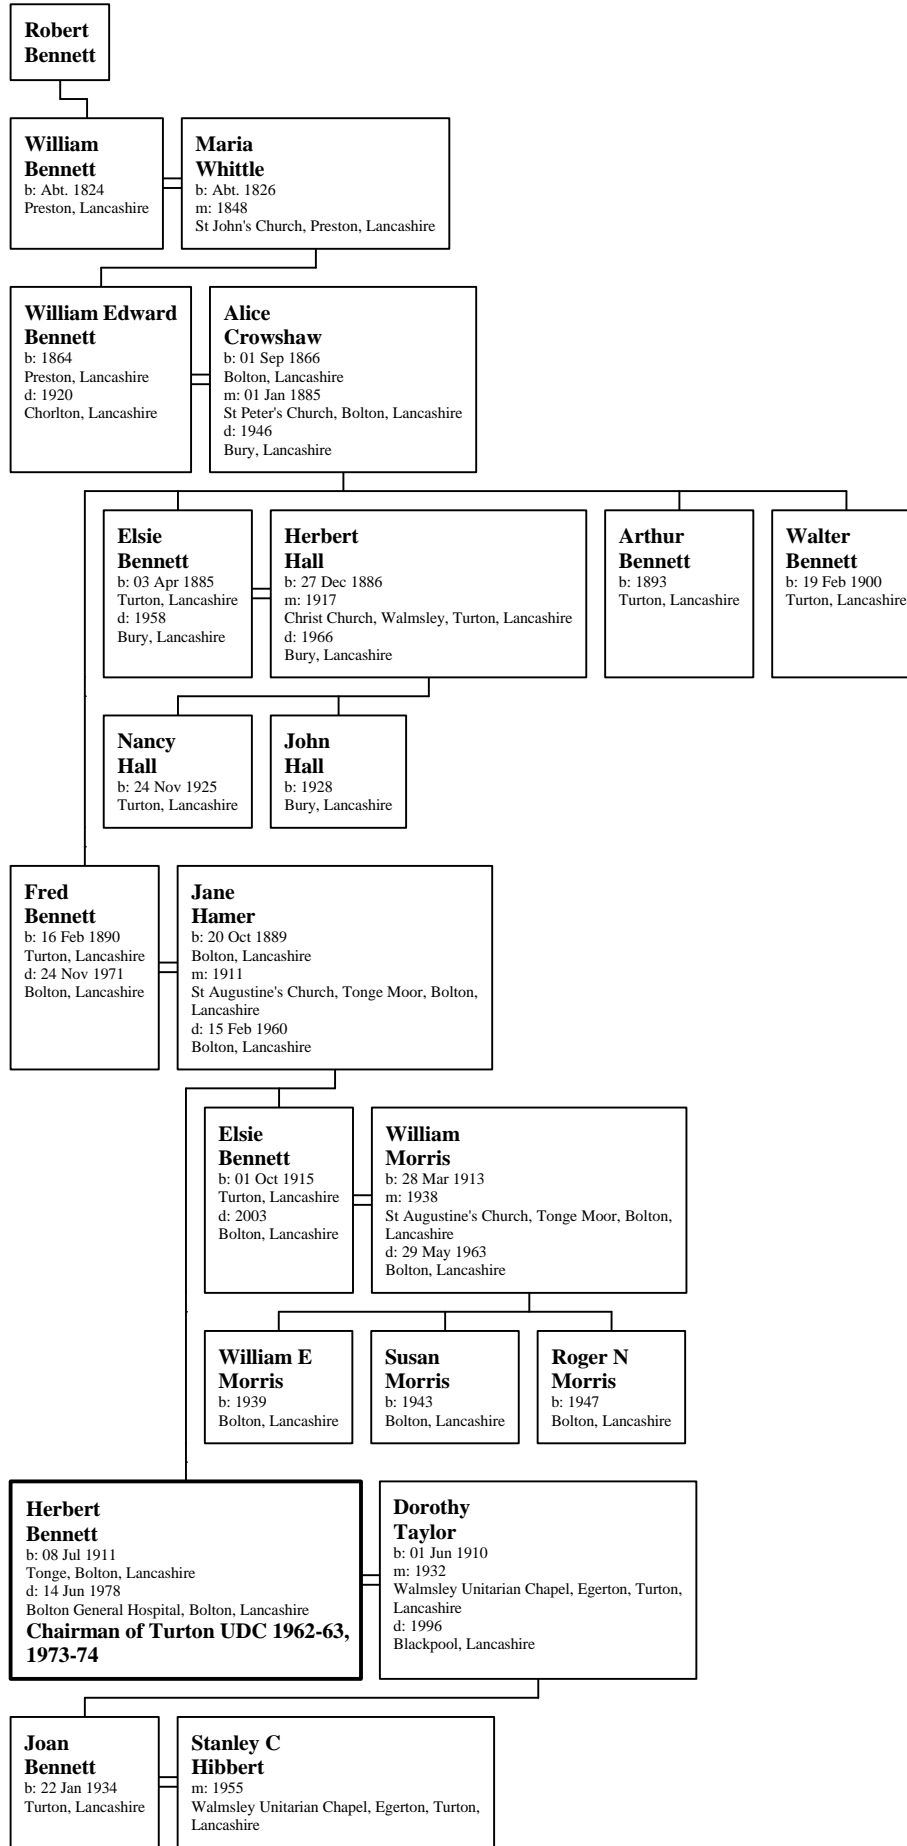 Robert
Bennett
William
Bennett
b: Abt. 1824
Preston, Lancashire
Maria
Whittle
b: Abt. 1826
m: 1848
St John's Church, Preston, Lancashire
William Edward
Bennett
b: 1864
Preston, Lancashire
d: 1920
Chorlton, Lancashire
Alice
Crowshaw
b: 01 Sep 1866
Bolton, Lancashire
m: 01 Jan 1885
St Peter's Church, Bolton, Lancashire
d: 1946
Bury, Lancashire
Elsie
Bennett
b: 03 Apr 1885
Turton, Lancashire
d: 1958
Bury, Lancashire
Herbert
Hall
b: 27 Dec 1886
m: 1917
Christ Church, Walmsley, Turton, Lancashire
d: 1966
Bury, Lancashire
Arthur
Bennett
b: 1893
Turton, Lancashire
Walter
Bennett
b: 19 Feb 1900
Turton, Lancashire
Nancy
Hall
b: 24 Nov 1925
Turton, Lancashire
John
Hall
b: 1928
Bury, Lancashire
Fred
Bennett
b: 16 Feb 1890
Turton, Lancashire
d: 24 Nov 1971
Bolton, Lancashire
Jane
Hamer
b: 20 Oct 1889
Bolton, Lancashire
m: 1911
St Augustine's Church, Tonge Moor, Bolton,
Lancashire
d: 15 Feb 1960
Bolton, Lancashire
Elsie
Bennett
b: 01 Oct 1915
Turton, Lancashire
d: 2003
Bolton, Lancashire
William
Morris
b: 28 Mar 1913
m: 1938
St Augustine's Church, Tonge Moor, Bolton,
Lancashire
d: 29 May 1963
Bolton, Lancashire
William E
Morris
b: 1939
Bolton, Lancashire
Susan
Morris
b: 1943
Bolton, Lancashire
Roger N
Morris
b: 1947
Bolton, Lancashire
Herbert
Bennett
b: 08 Jul 1911
Tonge, Bolton, Lancashire
d: 14 Jun 1978
Bolton General Hospital, Bolton, Lancashire
Chairman of Turton UDC 1962-63,
1973-74
Dorothy
Taylor
b: 01 Jun 1910
m: 1932
Walmsley Unitarian Chapel, Egerton, Turton,
Lancashire
d: 1996
Blackpool, Lancashire
Joan
Bennett
b: 22 Jan 1934
Turton, Lancashire
Stanley C
Hibbert
m: 1955
Walmsley Unitarian Chapel, Egerton, Turton,
Lancashire